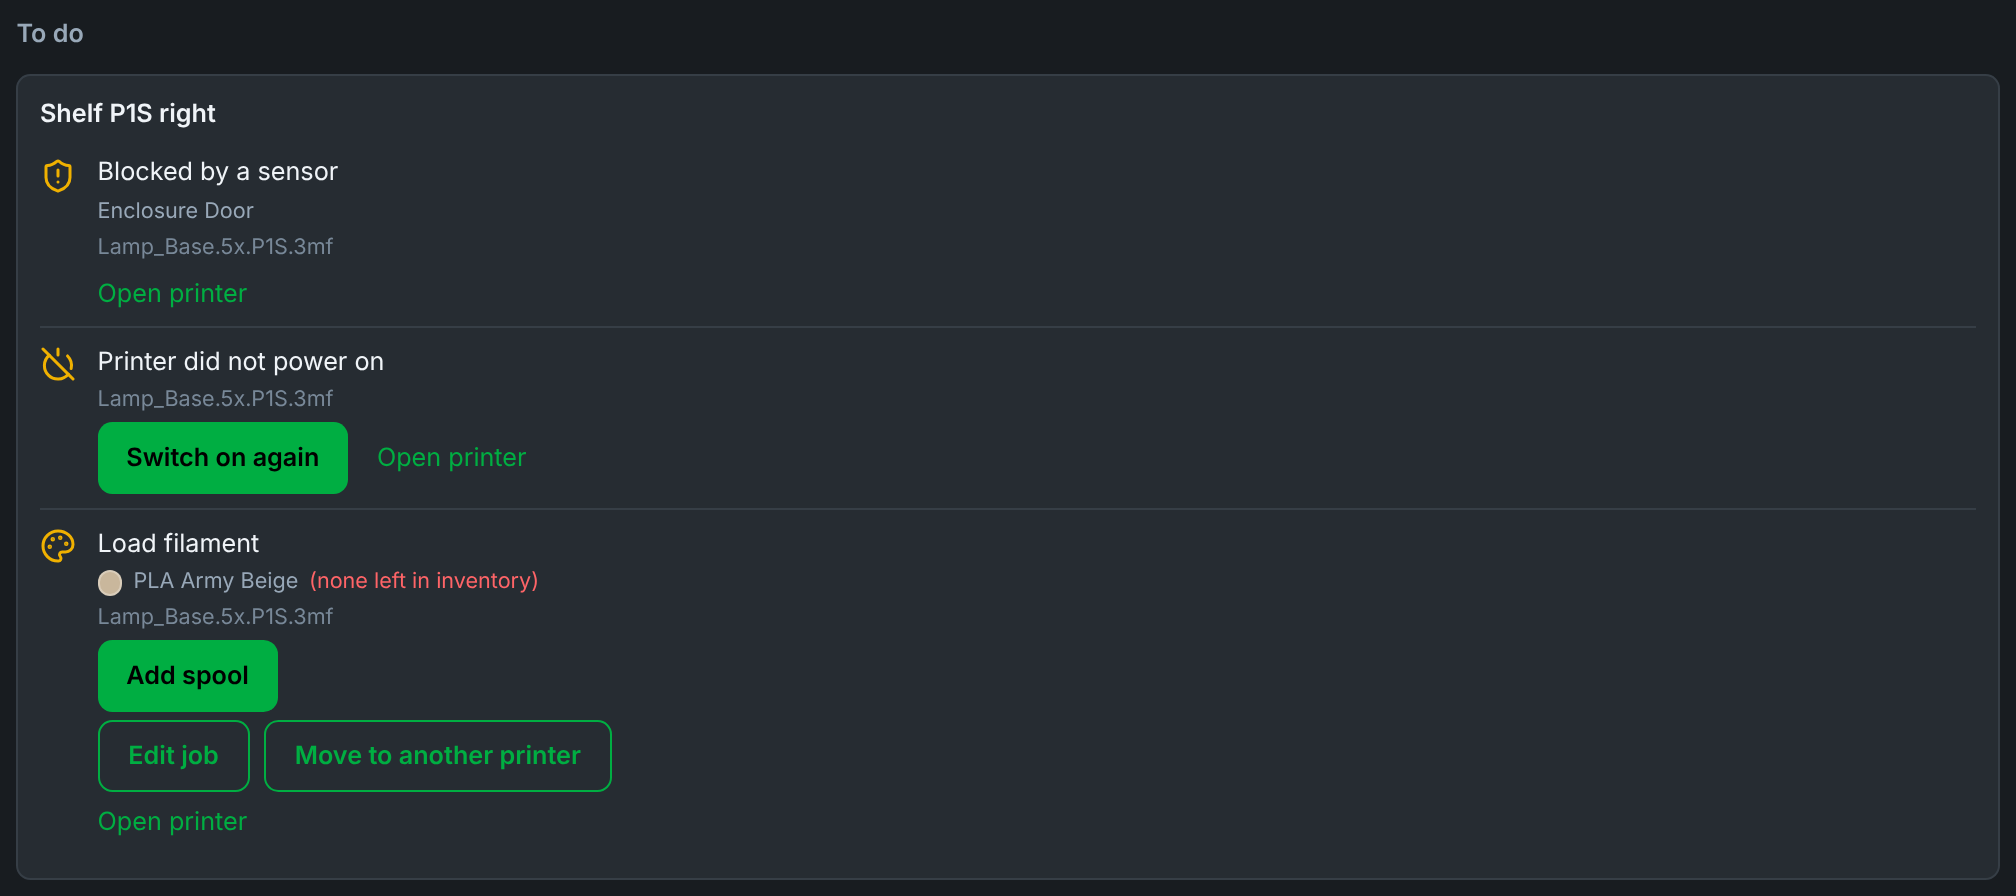 To do
Shelf P1S right
Blocked by a sensor
Enclosure Door
Lamp_Base.5x.P1S.3mf
Open printer
Printer did not power on
Lamp_Base.5x.P1S.3mf
Switch on again Open printer
Load filament
PLA Army Beige (none left in inventory)
Lamp_Base.5x.P1S.3mf
Add spool
Edit job Move to another printer
Open printer